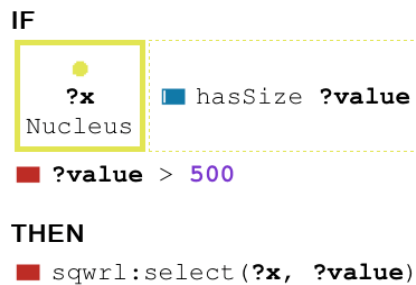 IF
?x hasSize ?value
Nucleus
?value > 500
THEN
sqwrl:select(?x, ?value)